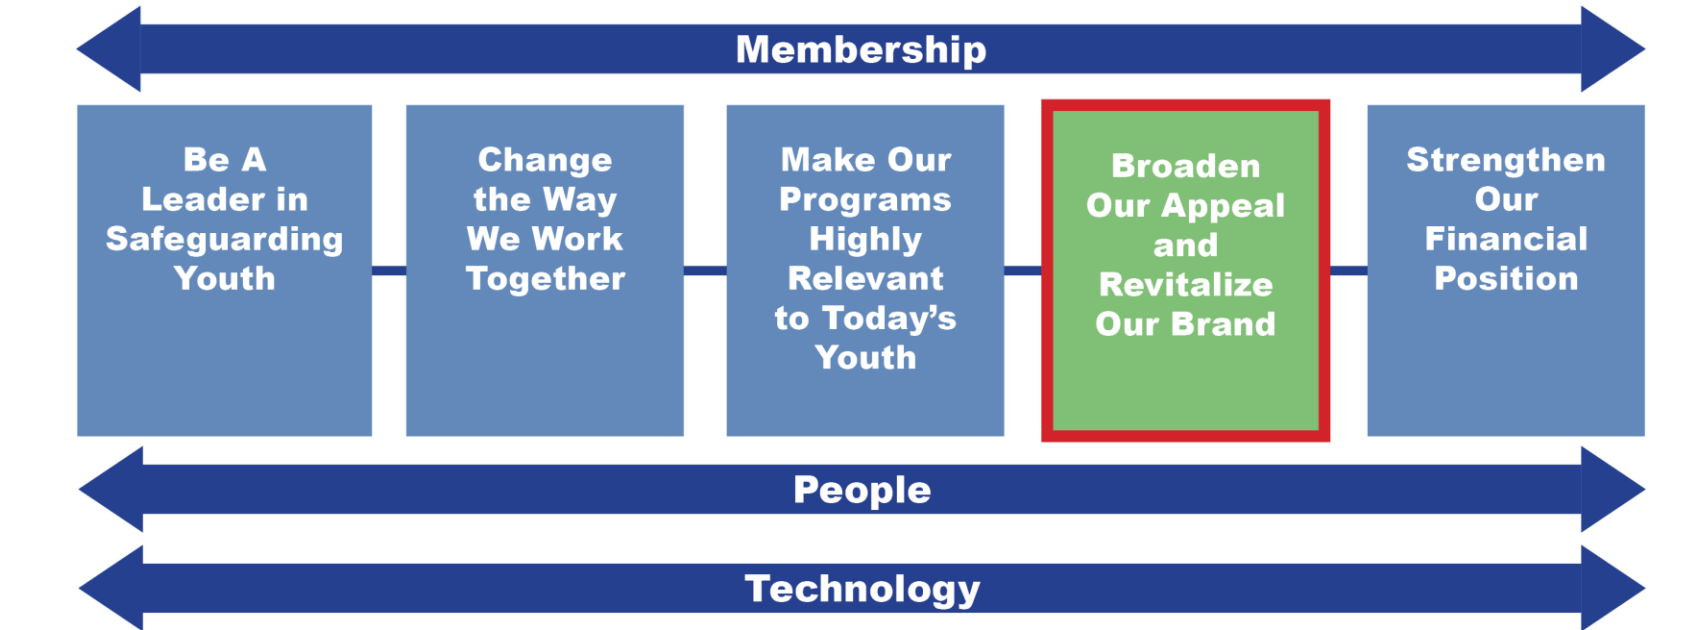 Membership
Be A
Leader in
Safeguarding
Youth
Change
the Way
We Work
Together
Make Our
Programs
Highly
Relevant
to Today’s
Youth
Broaden
Our Appeal
and
Revitalize
Our Brand
Strengthen
Our
Financial
Position
People
Technology